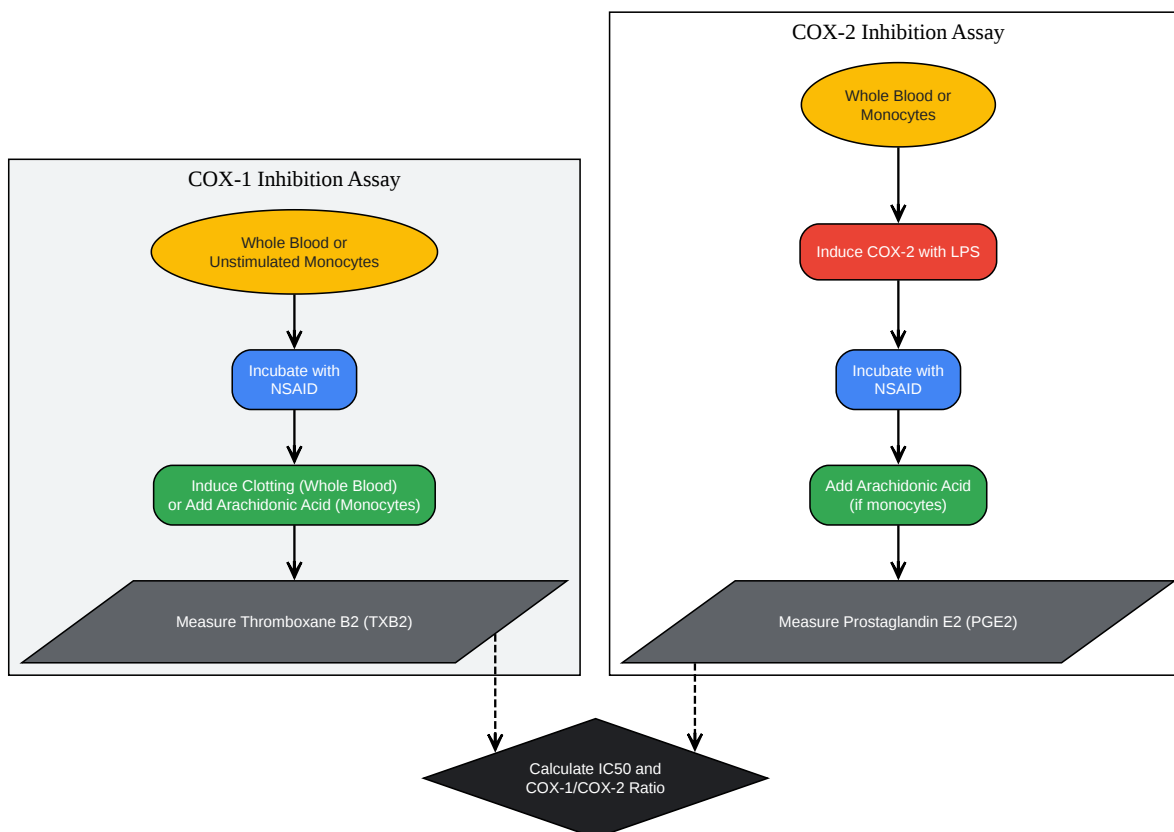 COX-1 Inhibition Assay
Whole Blood or
Unstimulated Monocytes
Incubate with
NSAID
Induce Clotting (Whole Blood)
or Add Arachidonic Acid (Monocytes)
Measure Thromboxane B2 (TXB2)
COX-2 Inhibition Assay
Whole Blood or
Monocytes
Induce COX-2 with LPS
Incubate with
NSAID
Add Arachidonic Acid
(if monocytes)
Measure Prostaglandin E2 (PGE2)
Calculate IC50 and
COX-1/COX-2 Ratio